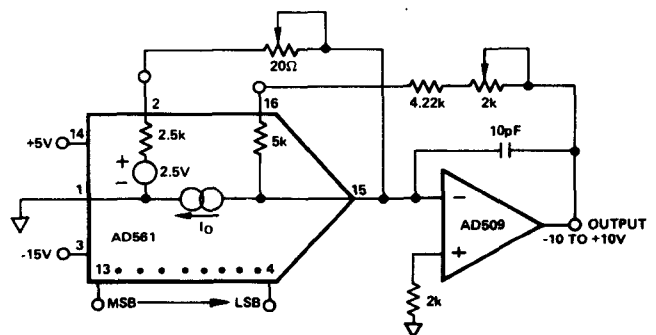 20Ω
2
16
4.22k
2k
14
+5V
2.5k
5k
10pF
+
−
2.5V
1
15
−
I₀
AD561
AD509
OUTPUT
-10 TO +10V
-15V
3
13
4
+
MSB
LSB
2k